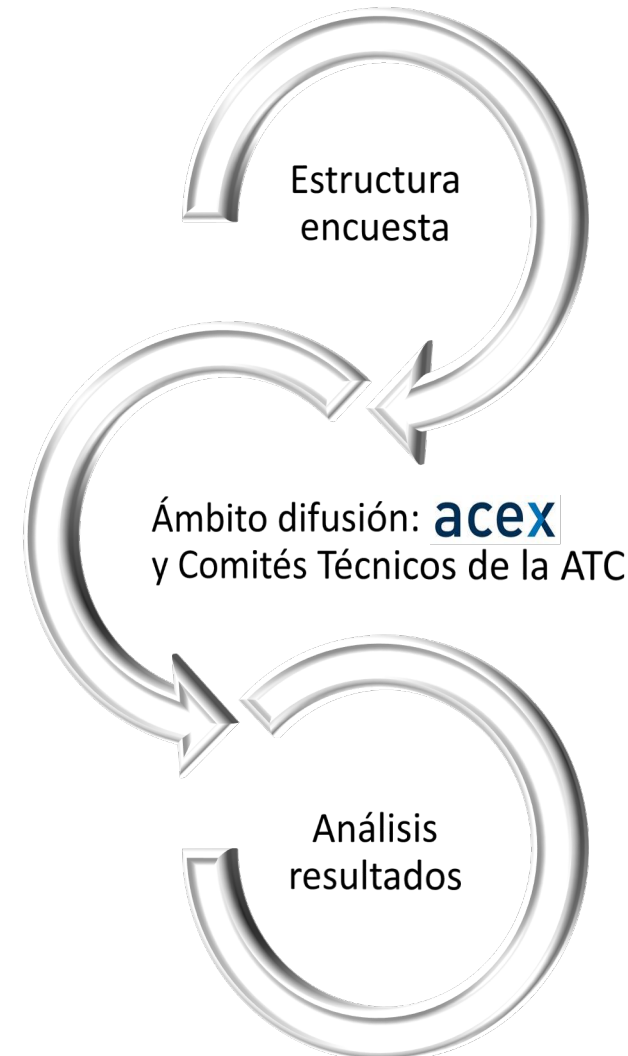 Estructura
encuesta
Ámbito difusión: acex
y Comités Técnicos de la ATC
Análisis
resultados